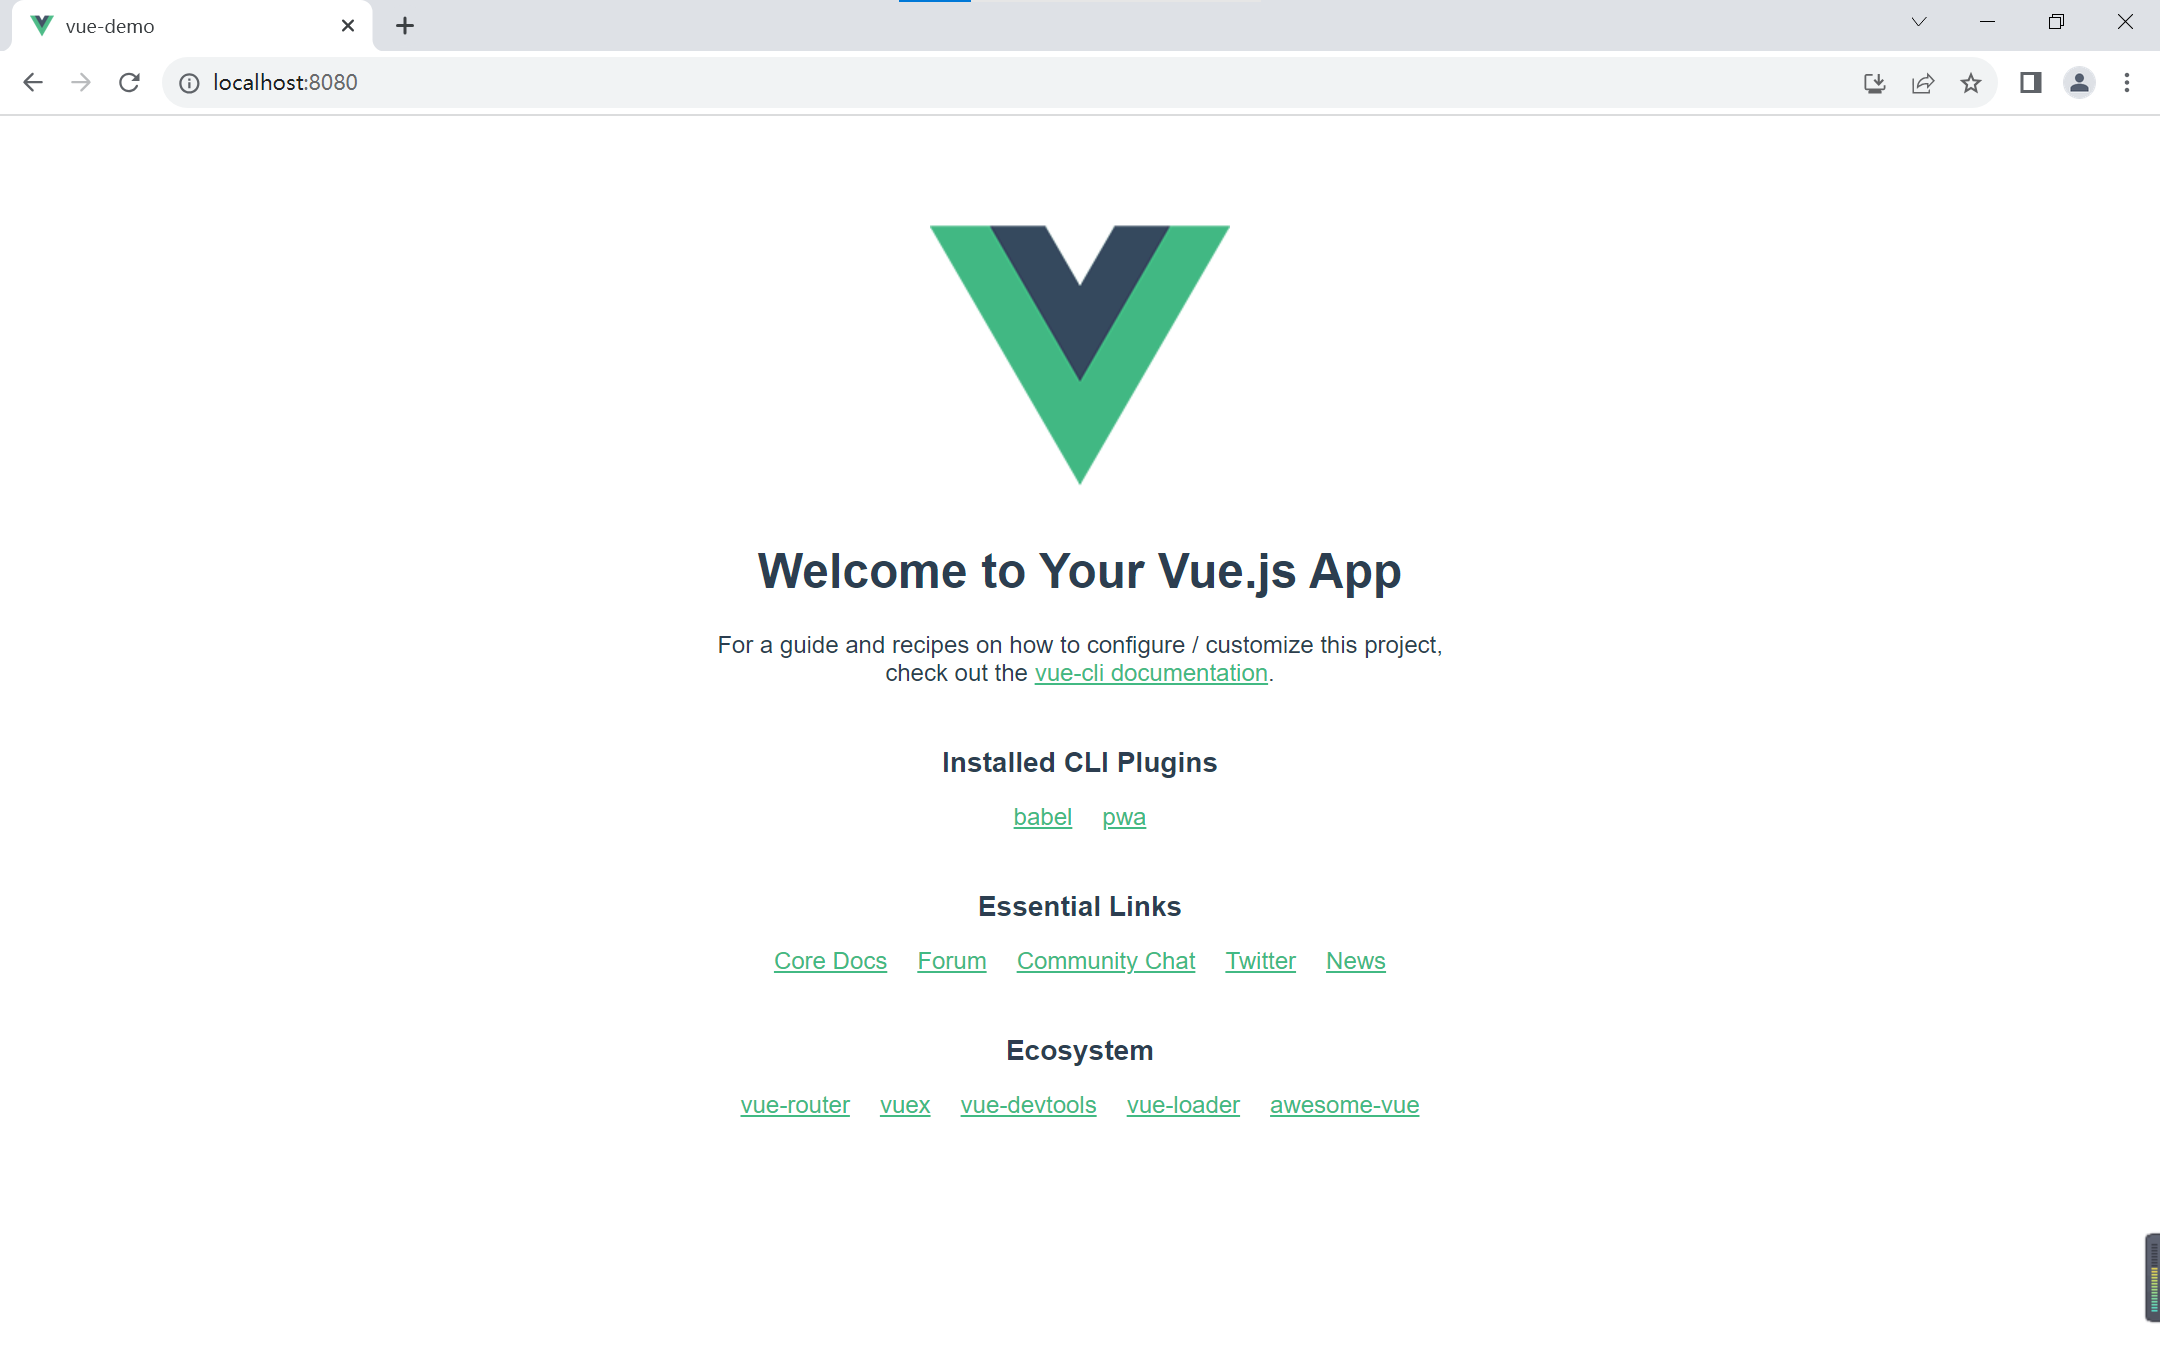 vue-demo
localhost:8080
Welcome to Your Vue.js App
For a guide and recipes on how to configure / customize this project,
check out the vue-cli documentation.
Installed CLI Plugins
babel pwa
Essential Links
Core Docs Forum Community Chat Twitter News
Ecosystem
vue-router vuex vue-devtools vue-loader awesome-vue